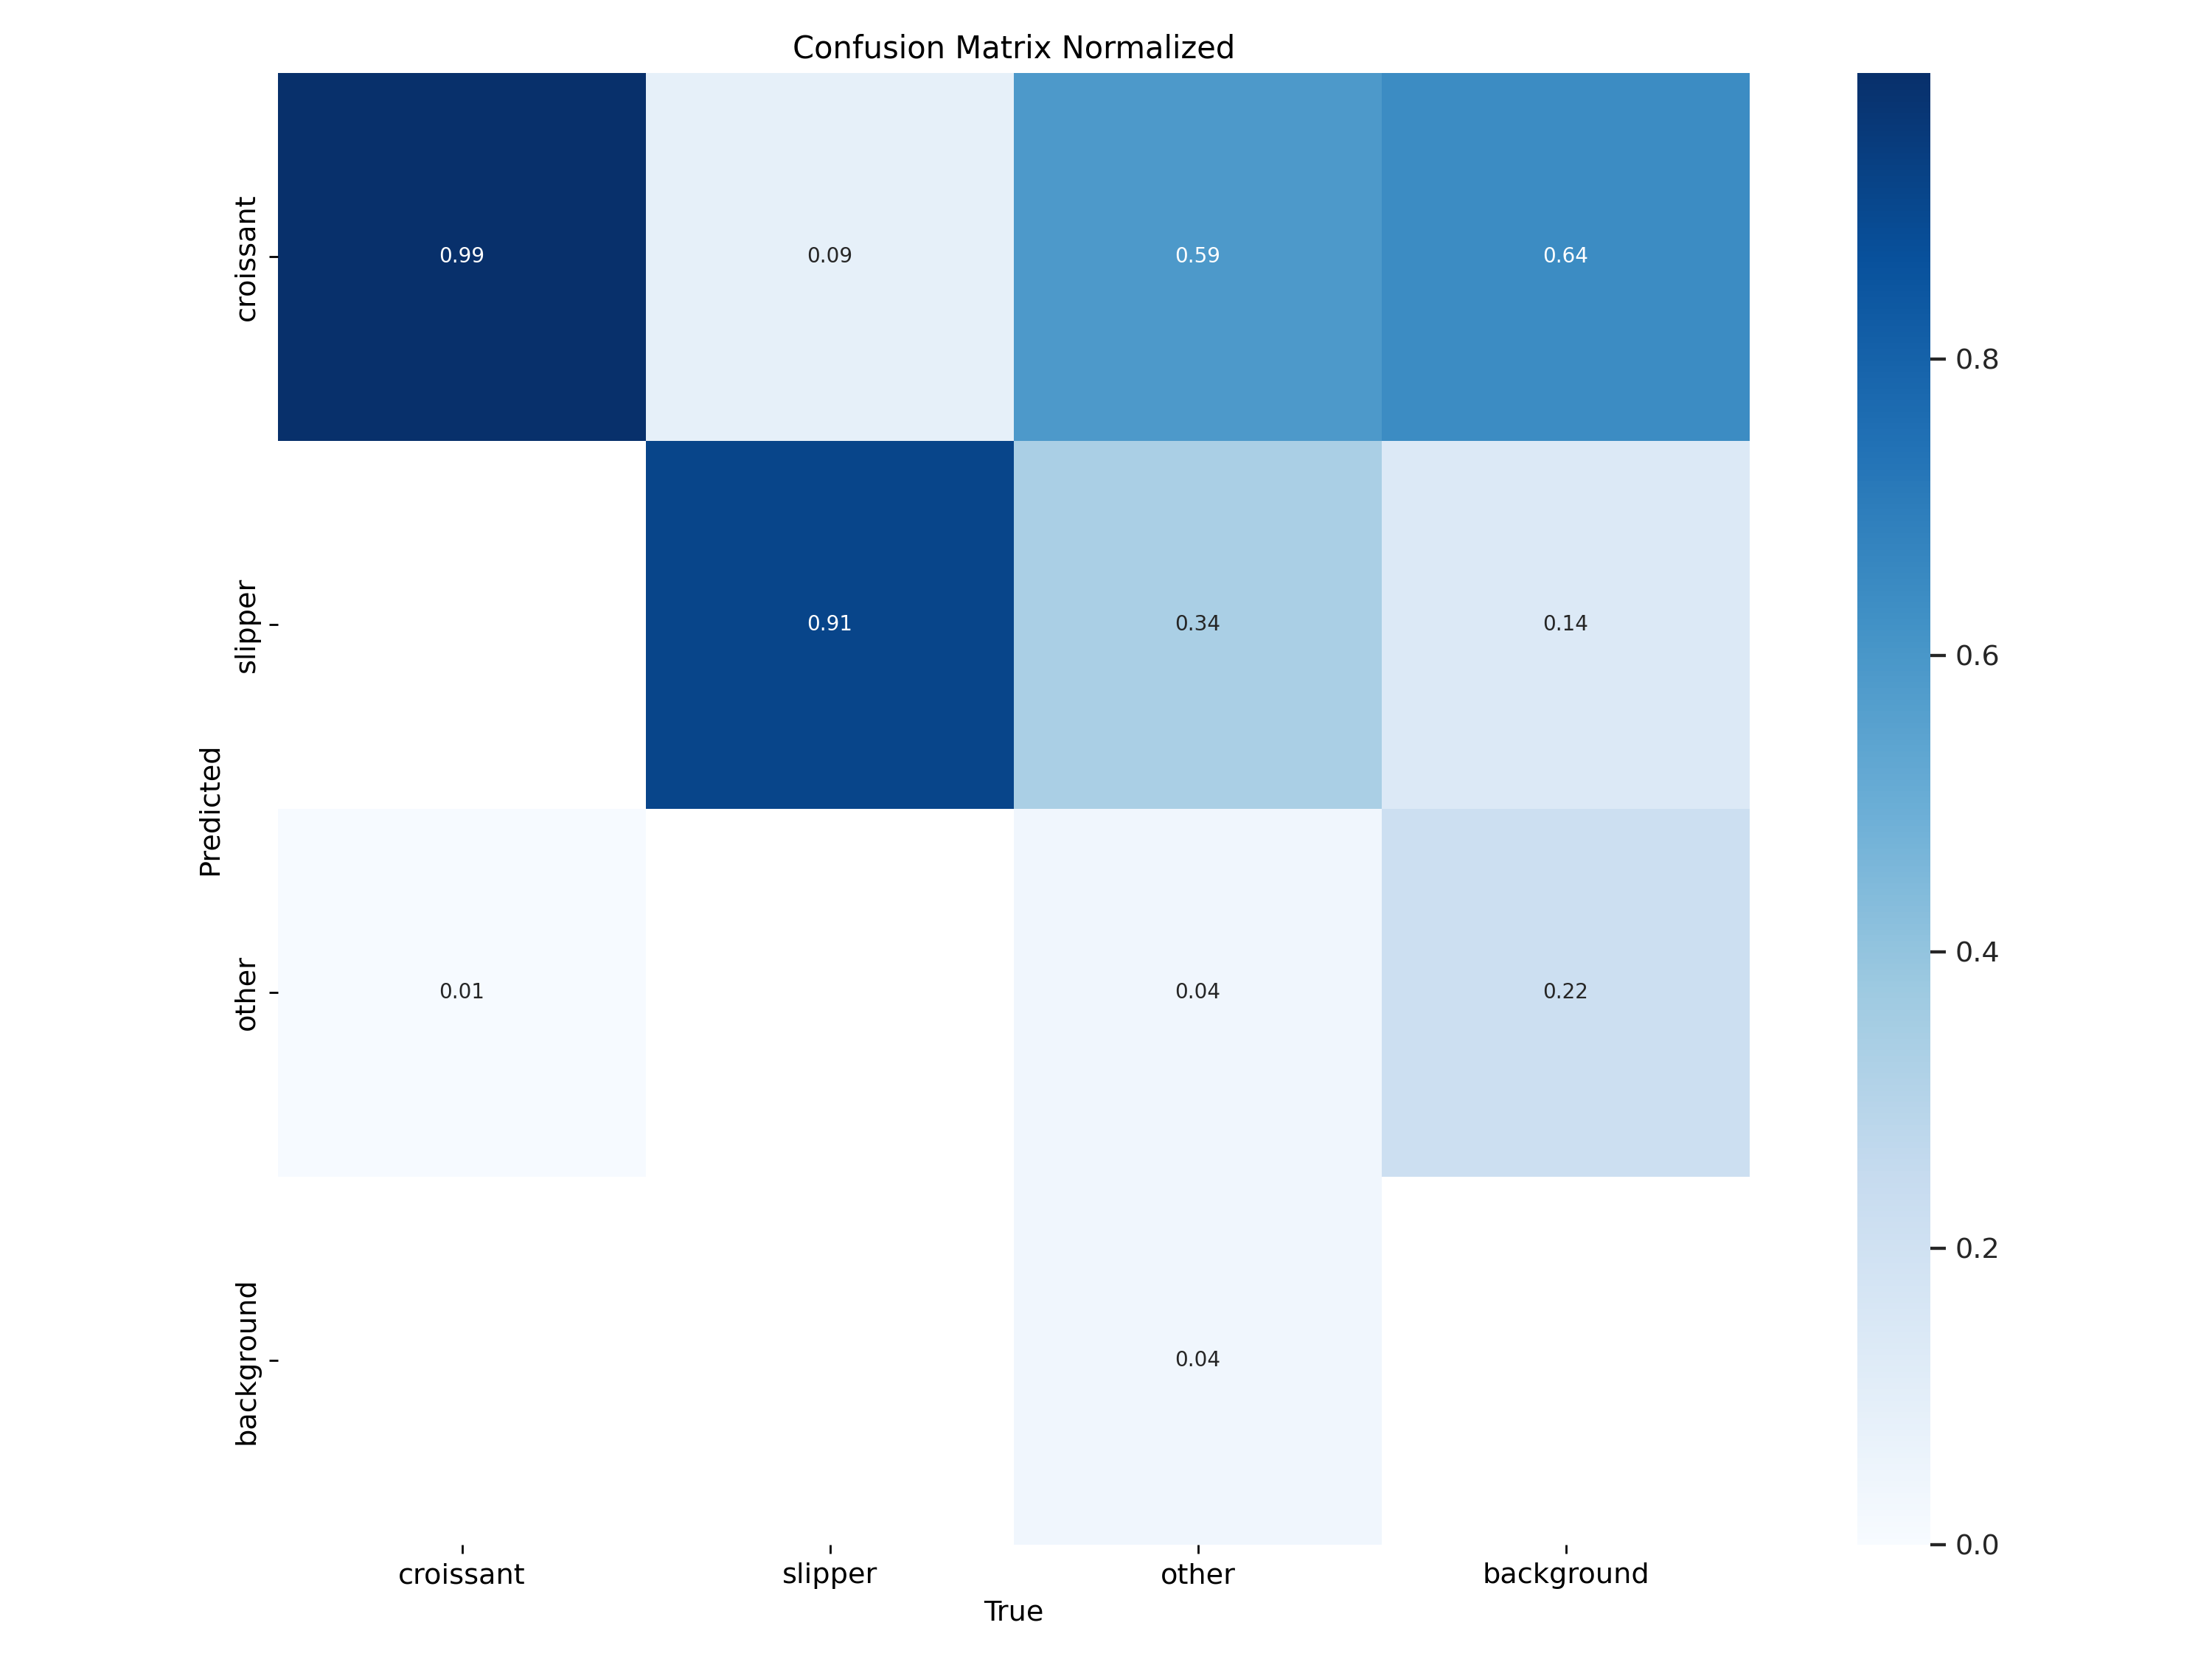 Confusion Matrix Normalized
croissant
0.99
0.09
0.59
0.64
slipper
0.91
0.34
0.14
other
0.01
0.04
0.22
background
0.04
Predicted
croissant
slipper
other
background
True
0.8
0.6
0.4
0.2
0.0